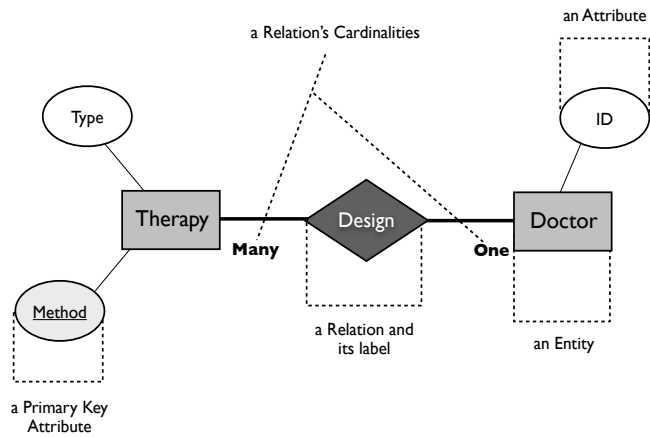 an Attribute
a Relation's Cardinalities
Type
ID
Therapy
Design
Doctor
Many
One
Method
a Relation and
its label
an Entity
a Primary Key
Attribute